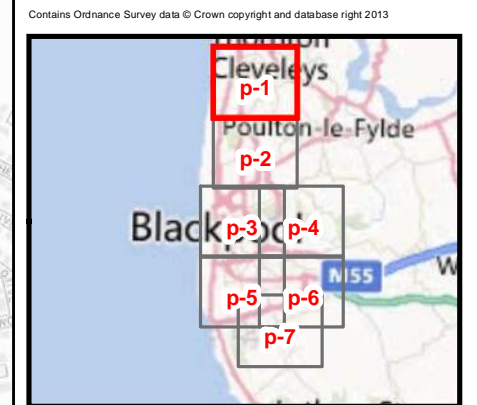 Contains Ordnance Survey data © Crown copyright and database right 2013
Thornton
Cleveleys
p-1
Poulton-le-Fylde
p-2
Blackpool
p-3
p-4
M55
W
p-5
p-6
p-7